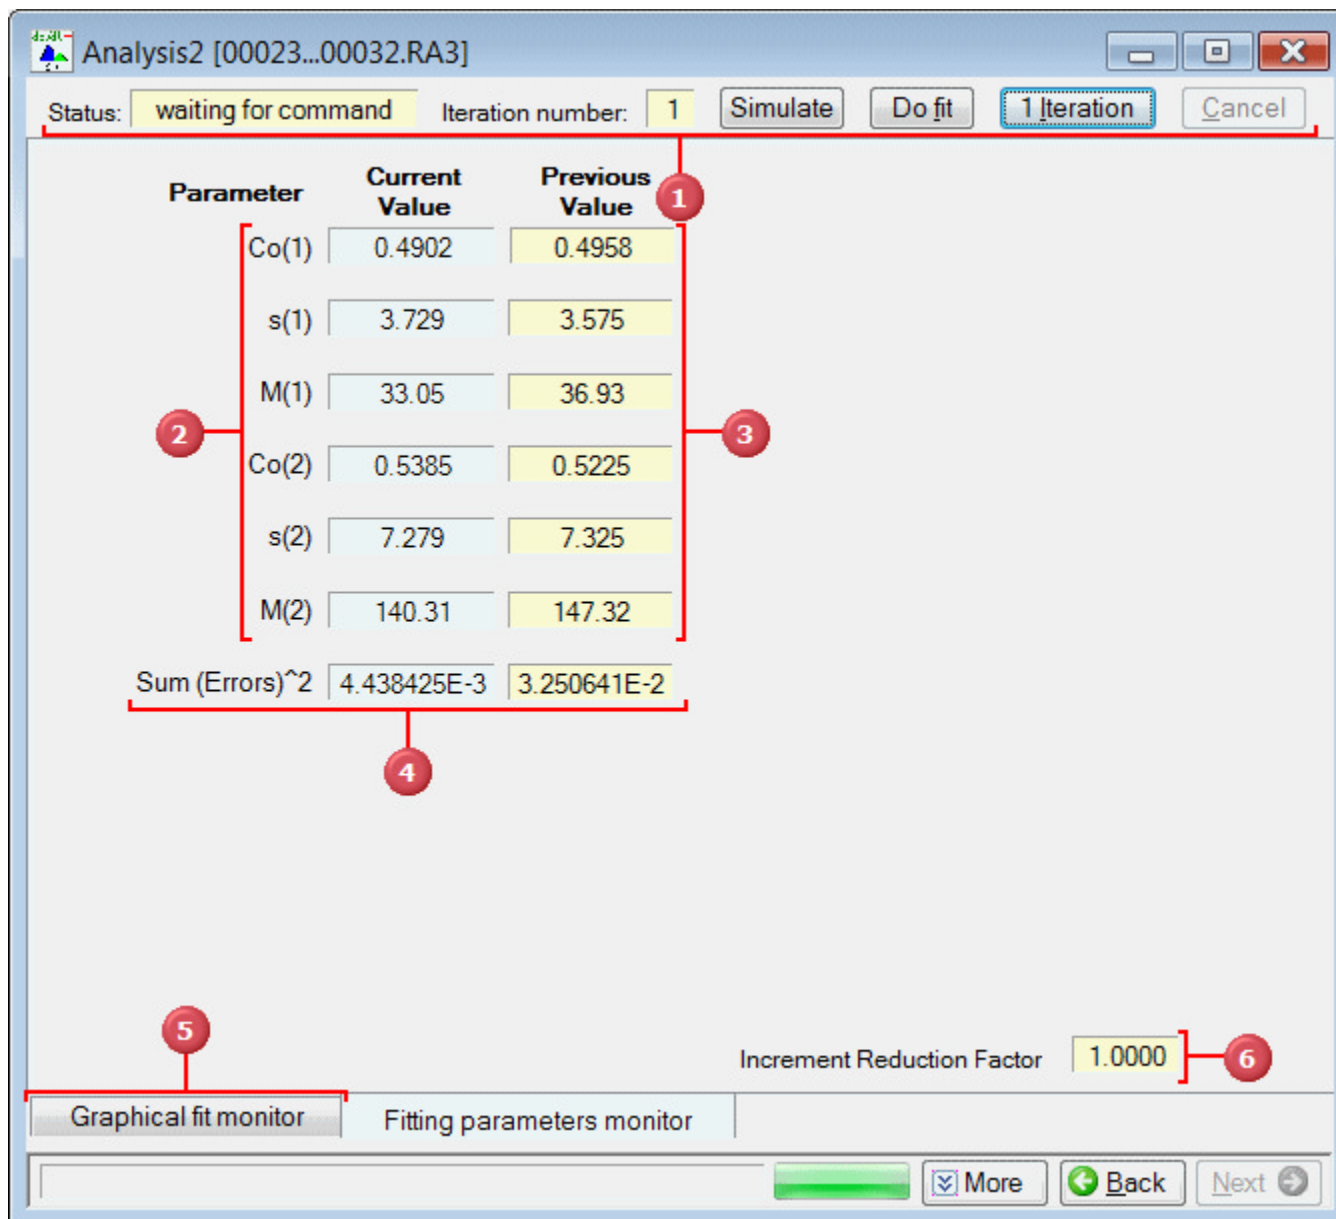 Analysis2 [00023...00032.RA3]
Status: waiting for command Iteration number: 1 Simulate Do fit 1 Iteration Cancel
1
Parameter Current Value Previous Value
Co(1) 0.4902 0.4958
s(1) 3.729 3.575
M(1) 33.05 36.93
2 3
Co(2) 0.5385 0.5225
s(2) 7.279 7.325
M(2) 140.31 147.32
Sum (Errors)^2 4.438425E-3 3.250641E-2
4
5
Increment Reduction Factor 1.0000 6
Graphical fit monitor Fitting parameters monitor
More Back Next